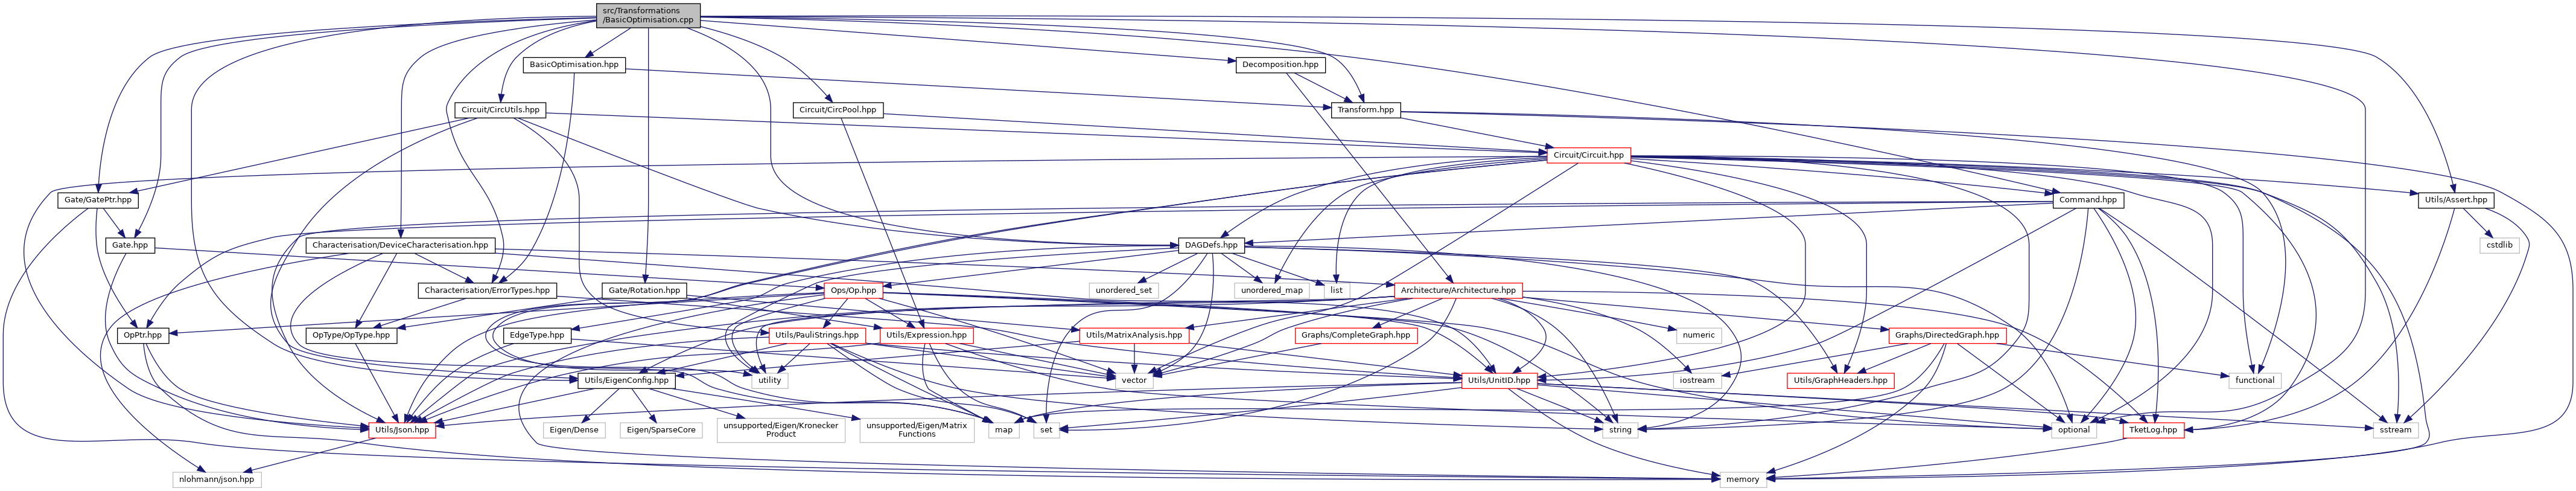 src/Transformations
/BasicOptimisation.cpp
BasicOptimisation.hpp
Decomposition.hpp
Circuit/CircUtils.hpp
Circuit/CircPool.hpp
Transform.hpp
Circuit/Circuit.hpp
Gate/GatePtr.hpp
Command.hpp
Utils/Assert.hpp
Gate.hpp
Characterisation/DeviceCharacterisation.hpp
DAGDefs.hpp
cstdlib
Characterisation/ErrorTypes.hpp
Gate/Rotation.hpp
Ops/Op.hpp
unordered_set
unordered_map
list
Architecture/Architecture.hpp
OpPtr.hpp
OpType/OpType.hpp
EdgeType.hpp
Utils/PauliStrings.hpp
Utils/Expression.hpp
Utils/MatrixAnalysis.hpp
Graphs/CompleteGraph.hpp
numeric
Graphs/DirectedGraph.hpp
Utils/EigenConfig.hpp
utility
vector
Utils/UnitID.hpp
iostream
Utils/GraphHeaders.hpp
functional
Utils/Json.hpp
Eigen/Dense
Eigen/SparseCore
unsupported/Eigen/Kronecker
Product
unsupported/Eigen/Matrix
Functions
map
set
string
optional
TketLog.hpp
sstream
nlohmann/json.hpp
memory